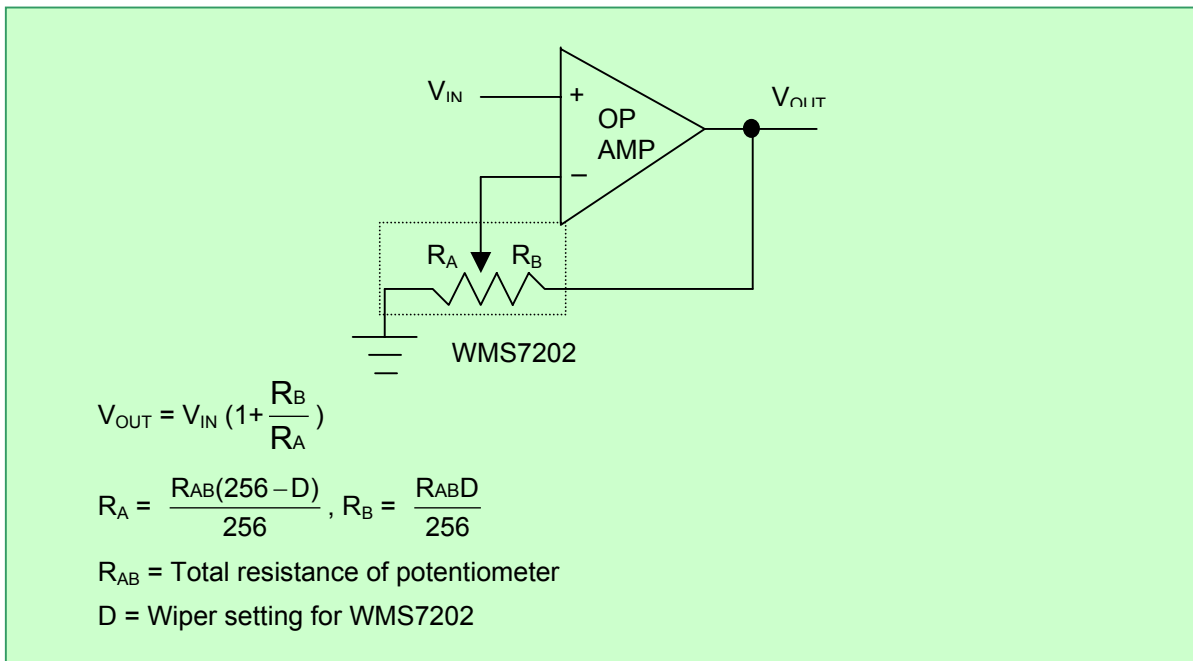 V_IN
V_OUT
+
OP
AMP
−
R_A R_B
WMS7202
V_OUT = V_IN (1+ R_B / R_A )
R_A = R_AB(256−D) / 256 , R_B = R_ABD / 256
R_AB = Total resistance of potentiometer
D = Wiper setting for WMS7202